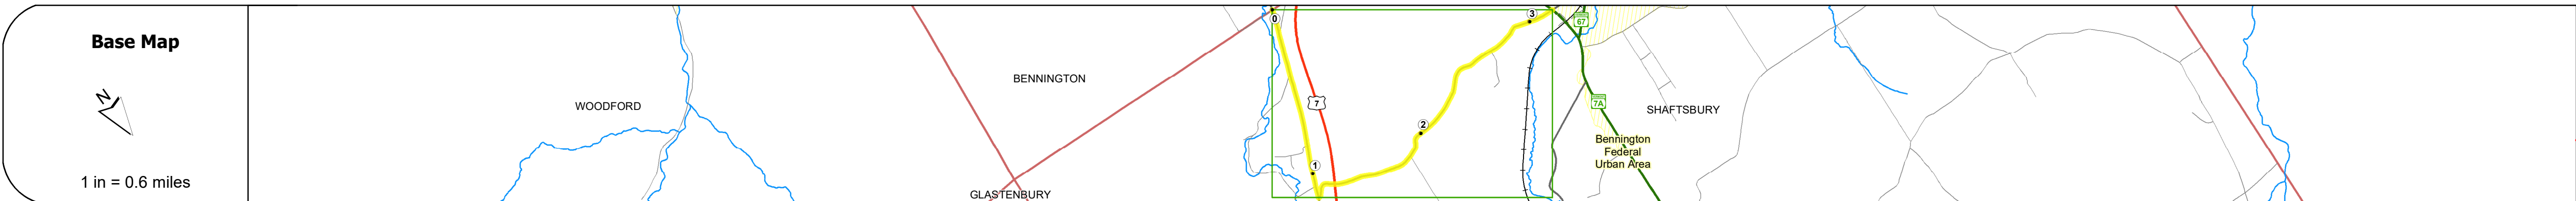 Base Map
N
1 in = 0.6 miles
WOODFORD
BENNINGTON
GLASTENBURY
0
7
1
2
3
67
7A
SHAFTSBURY
Bennington
Federal
Urban Area